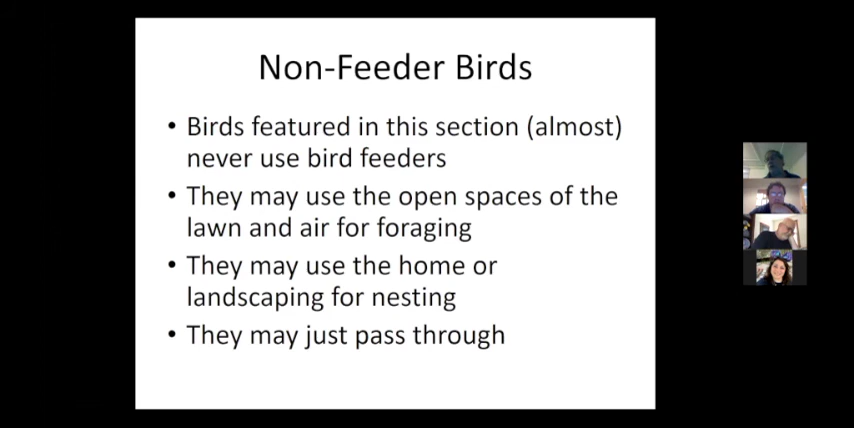 Non-Feeder Birds
• Birds featured in this section (almost)
never use bird feeders
• They may use the open spaces of the
lawn and air for foraging
• They may use the home or
landscaping for nesting
• They may just pass through